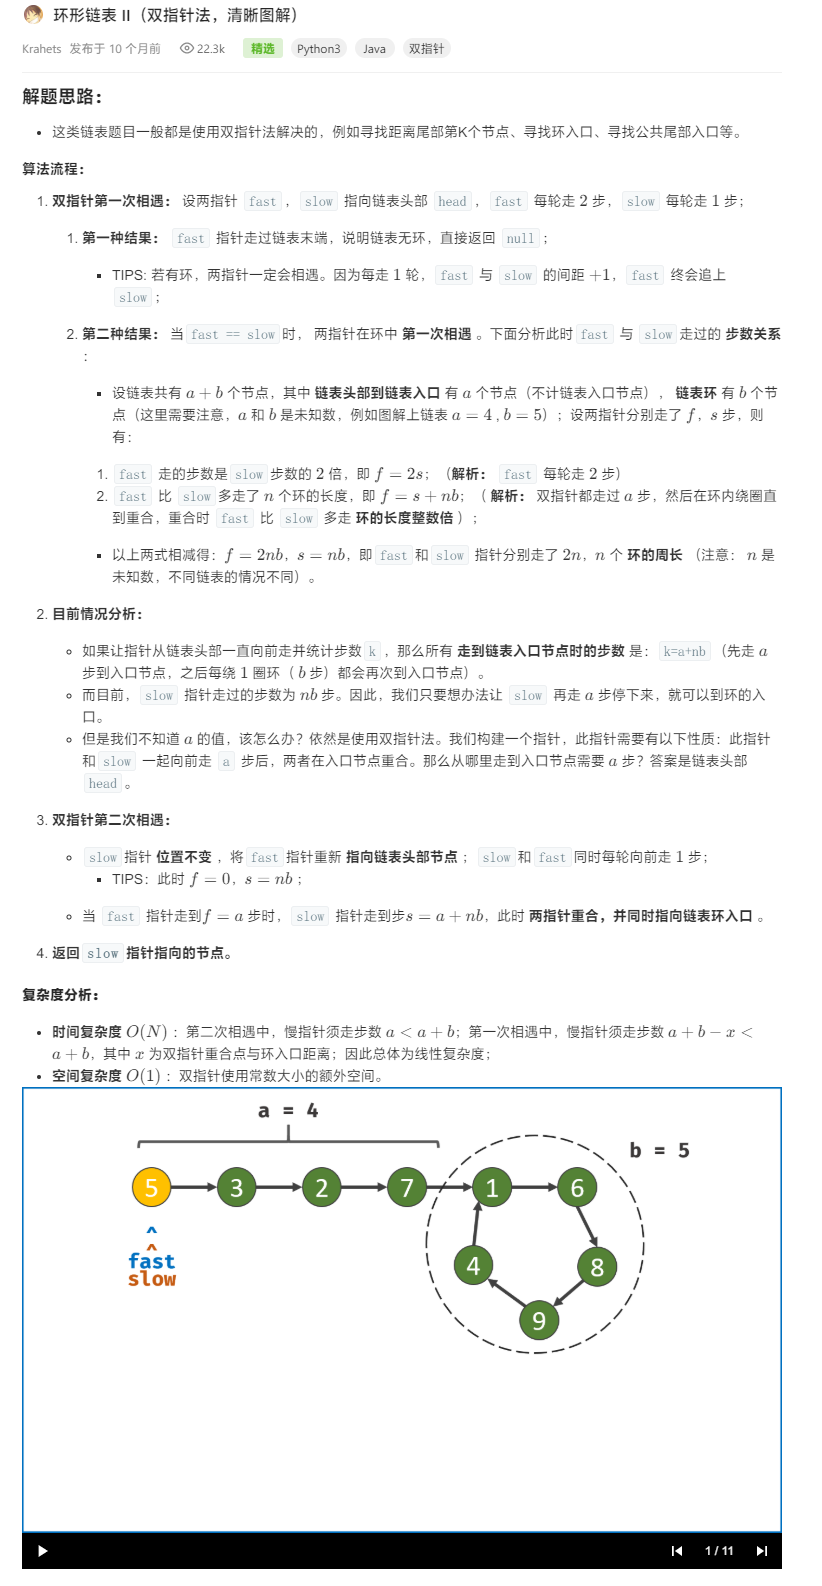 环形链表 II（双指针法，清晰图解）
Krahets 发布于 10 个月前 22.3k 精选 Python3 Java 双指针
解题思路：
• 这类链表题目一般都是使用双指针法解决的，例如寻找距离尾部第K个节点、寻找环入口、寻找公共尾部入口等。
算法流程：
1. 双指针第一次相遇： 设两指针 fast ，slow 指向链表头部 head ，fast 每轮走 2 步，slow 每轮走 1 步；
1. 第一种结果： fast 指针走过链表末端，说明链表无环，直接返回 null ；
▪ TIPS: 若有环，两指针一定会相遇。因为每走 1 轮，fast 与 slow 的间距 +1，fast 终会追上
slow ；
2. 第二种结果： 当 fast == slow 时， 两指针在环中 第一次相遇 。下面分析此时 fast 与 slow 走过的 步数关系
：
▪ 设链表共有 a + b 个节点，其中 链表头部到链表入口 有 a 个节点（不计链表入口节点）， 链表环 有 b 个节
点（这里需要注意，a 和 b 是未知数，例如图解上链表 a = 4 , b = 5）；设两指针分别走了 f，s 步，则
有：
1. fast 走的步数是 slow 步数的 2 倍，即 f = 2s；（解析： fast 每轮走 2 步）
2. fast 比 slow 多走了 n 个环的长度，即 f = s + nb；（ 解析： 双指针都走过 a 步，然后在环内绕圈直
到重合，重合时 fast 比 slow 多走 环的长度整数倍 ）；
▪ 以上两式相减得：f = 2nb，s = nb，即 fast 和 slow 指针分别走了 2n，n 个 环的周长 （注意： n 是
未知数，不同链表的情况不同）。
2. 目前情况分析：
○ 如果让指针从链表头部一直向前走并统计步数 k ，那么所有 走到链表入口节点时的步数 是： k=a+nb （先走 a
步到入口节点，之后每绕 1 圈环（ b 步）都会再次到入口节点）。
○ 而目前，slow 指针走过的步数为 nb 步。因此，我们只要想办法让 slow 再走 a 步停下来，就可以到环的入
口。
○ 但是我们不知道 a 的值，该怎么办？依然是使用双指针法。我们构建一个指针，此指针需要有以下性质：此指针
和 slow 一起向前走 a 步后，两者在入口节点重合。那么从哪里走到入口节点需要 a 步？答案是链表头部
head 。
3. 双指针第二次相遇：
○ slow 指针 位置不变 ，将 fast 指针重新 指向链表头部节点 ； slow 和 fast 同时每轮向前走 1 步；
▪ TIPS：此时 f = 0，s = nb ；
○ 当 fast 指针走到f = a 步时，slow 指针走到步s = a + nb，此时 两指针重合，并同时指向链表环入口 。
4. 返回 slow 指针指向的节点。
复杂度分析：
• 时间复杂度 O(N) ：第二次相遇中，慢指针须走步数 a < a + b；第一次相遇中，慢指针须走步数 a + b − x <
a + b，其中 x 为双指针重合点与环入口距离；因此总体为线性复杂度；
• 空间复杂度 O(1) ：双指针使用常数大小的额外空间。
a = 4
b = 5
5 3 2 7 1 6
4 8
9
^
^
fast
slow
1 / 11